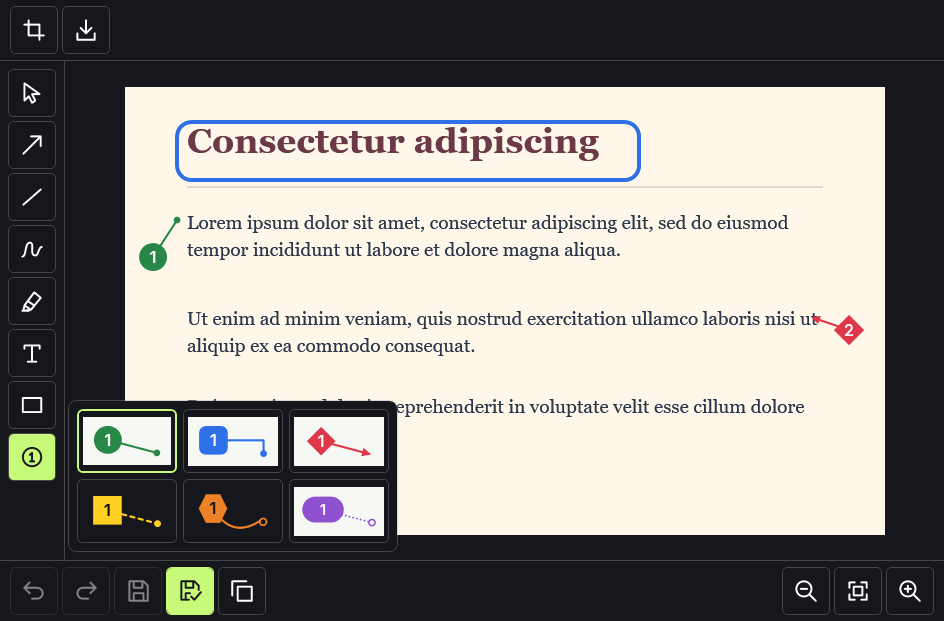 Consectetur adipiscing
Lorem ipsum dolor sit amet, consectetur adipiscing elit, sed do eiusmod
1
tempor incididunt ut labore et dolore magna aliqua.
Ut enim ad minim veniam, quis nostrud exercitation ullamco laboris nisi ut
2
aliquip ex ea commodo consequat.
eprehenderit in voluptate velit esse cillum dolore
T
1
1 1 1
1 1 1